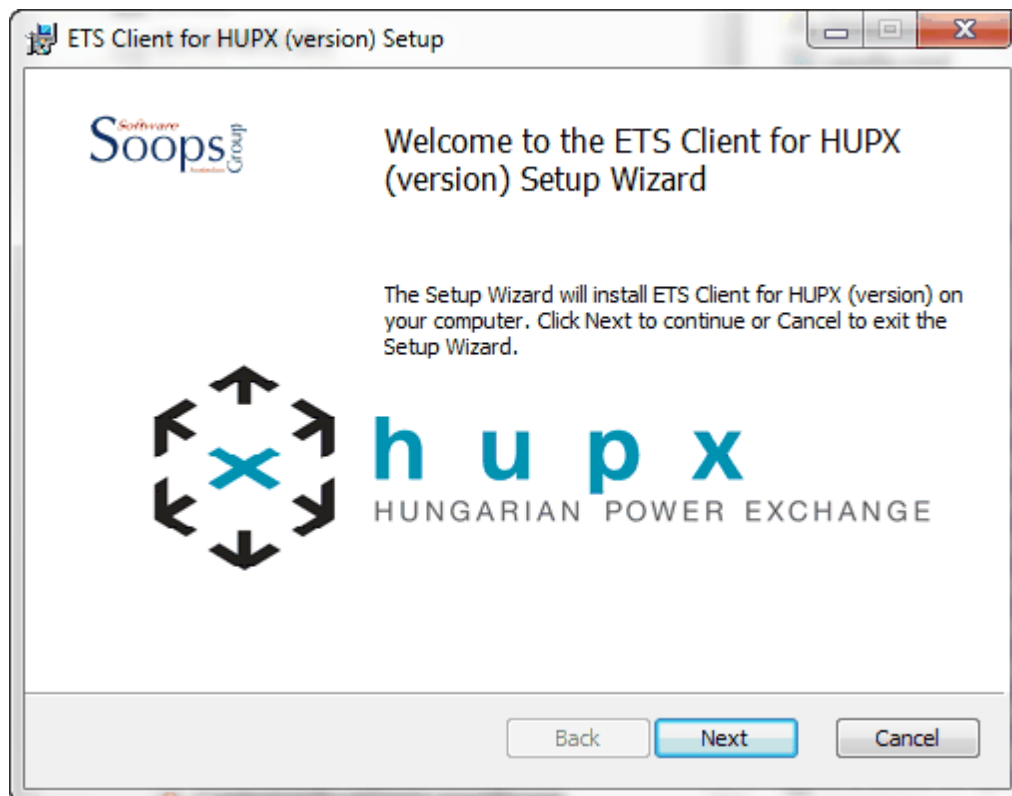 ETS Client for HUPX (version) Setup
Software
Soops
Group
Welcome to the ETS Client for HUPX
(version) Setup Wizard
The Setup Wizard will install ETS Client for HUPX (version) on
your computer. Click Next to continue or Cancel to exit the
Setup Wizard.
hupx
HUNGARIAN POWER EXCHANGE
Back Next Cancel